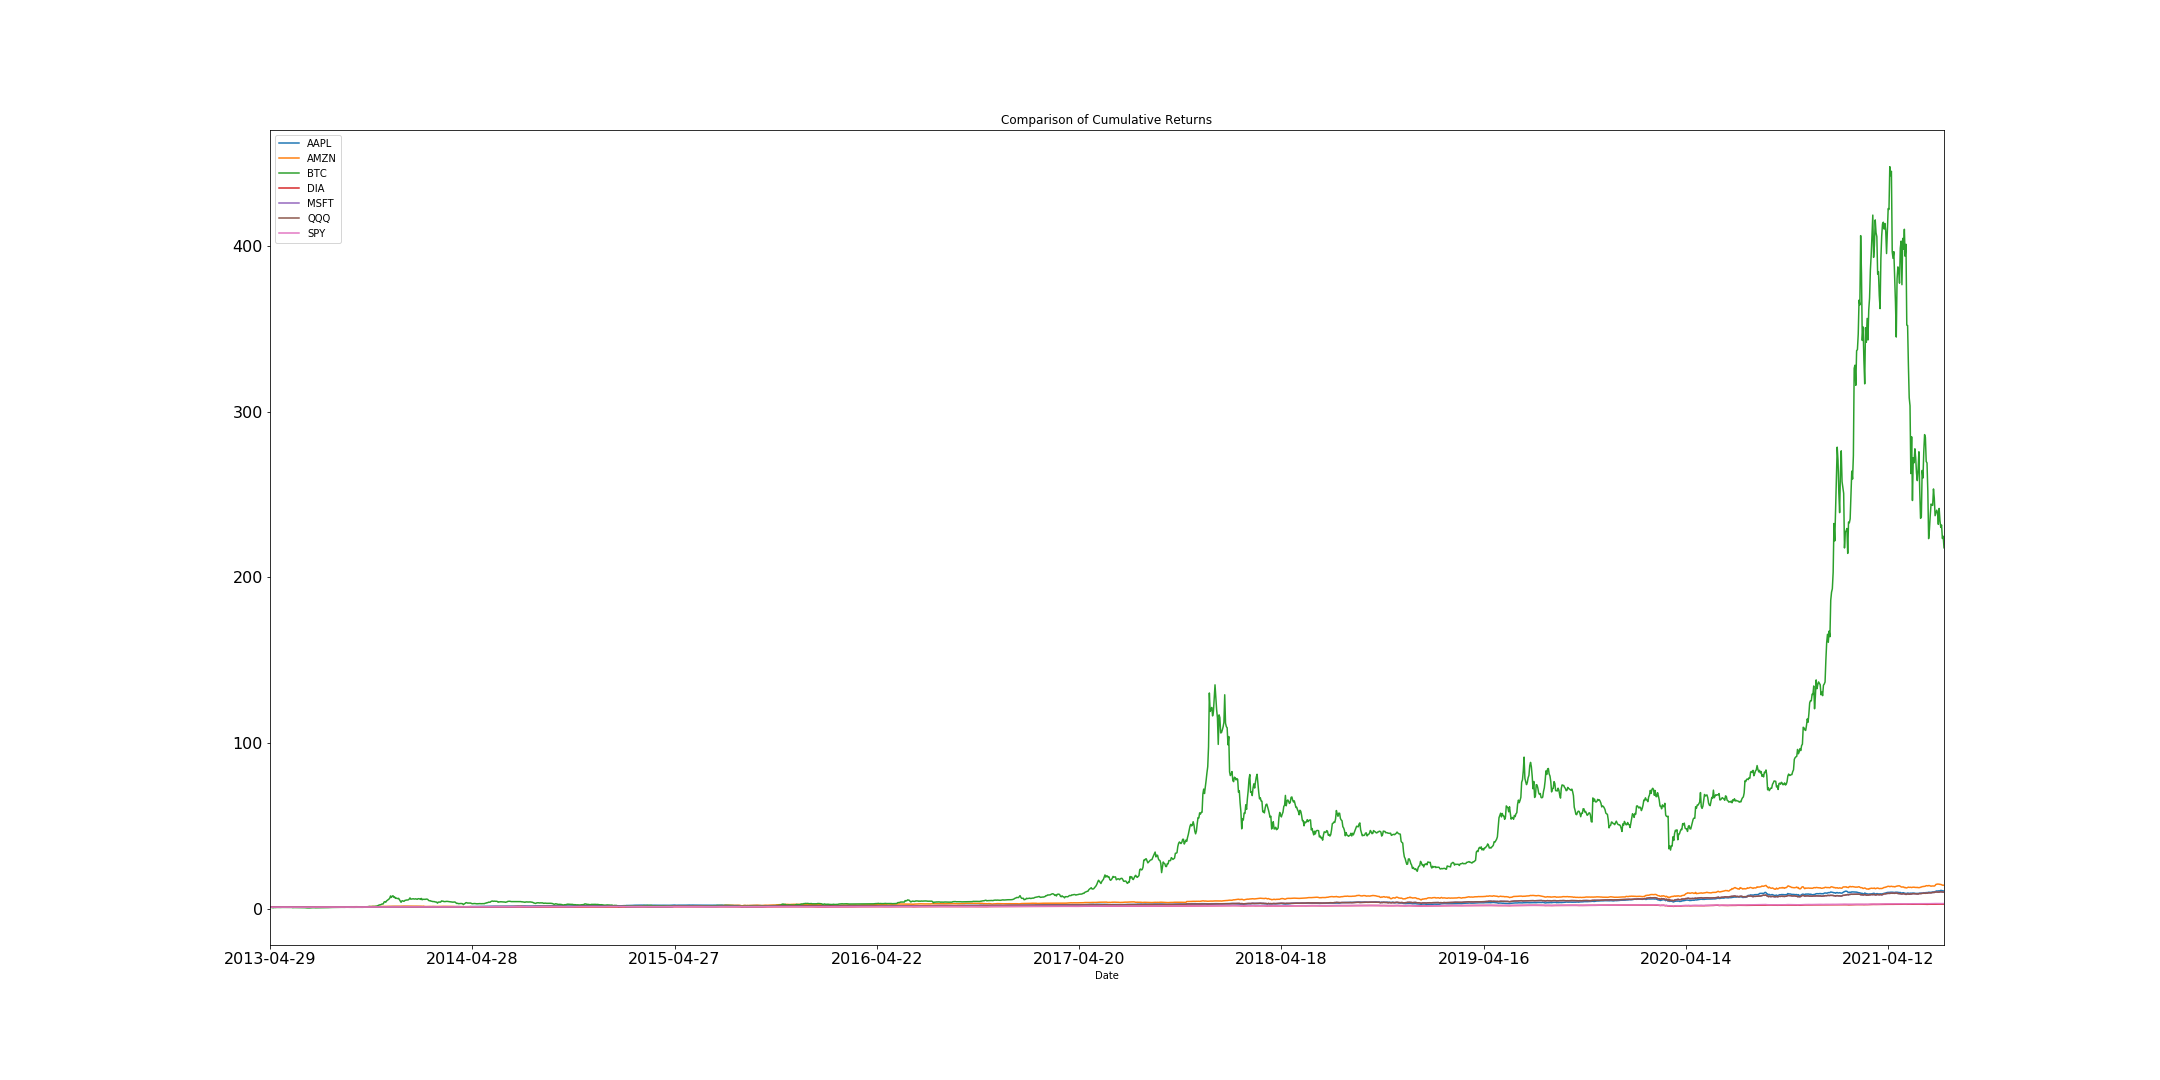 Comparison of Cumulative Returns
AAPL
AMZN
BTC
DIA
MSFT
QQQ
SPY
400
300
200
100
0
2013-04-29 2014-04-28 2015-04-27 2016-04-22 2017-04-20 2018-04-18 2019-04-16 2020-04-14 2021-04-12
Date